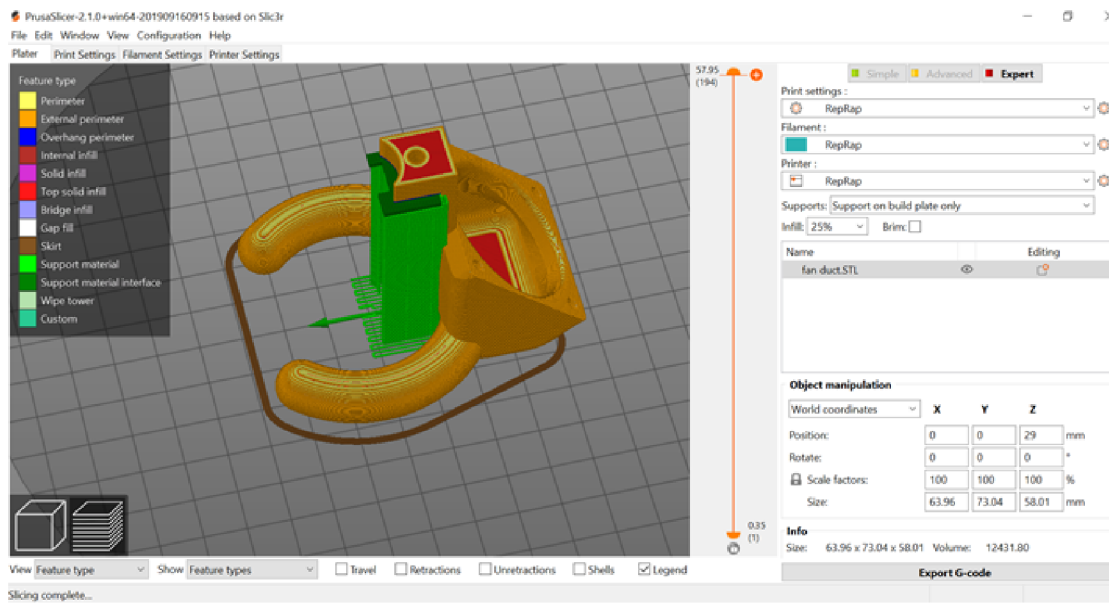 PrusaSlicer-2.1.0+win64-201909160915 based on Slic3r
File Edit Window View Configuration Help
Plater Print Settings Filament Settings Printer Settings
Feature type
Perimeter
External perimeter
Overhang perimeter
Internal infill
Solid infill
Top solid infill
Bridge infill
Gap fill
Skirt
Support material
Support material interface
Wipe tower
Custom
57.95
(194)
0.35
(1)
Simple Advanced Expert
Print settings :
RepRap
Filament :
RepRap
Printer :
RepRap
Supports: Support on build plate only
Infill: 25% Brim:
Name Editing
fan duct.STL
Object manipulation
World coordinates X Y Z
Position: 0 0 29 mm
Rotate: 0 0 0 °
Scale factors: 100 100 100 %
Size: 63.96 73.04 58.01 mm
Info
Size: 63.96 x 73.04 x 58.01 Volume: 12431.80
Export G-code
View Feature type Show Feature types Travel Retractions Unretractions Shells Legend
Slicing complete...